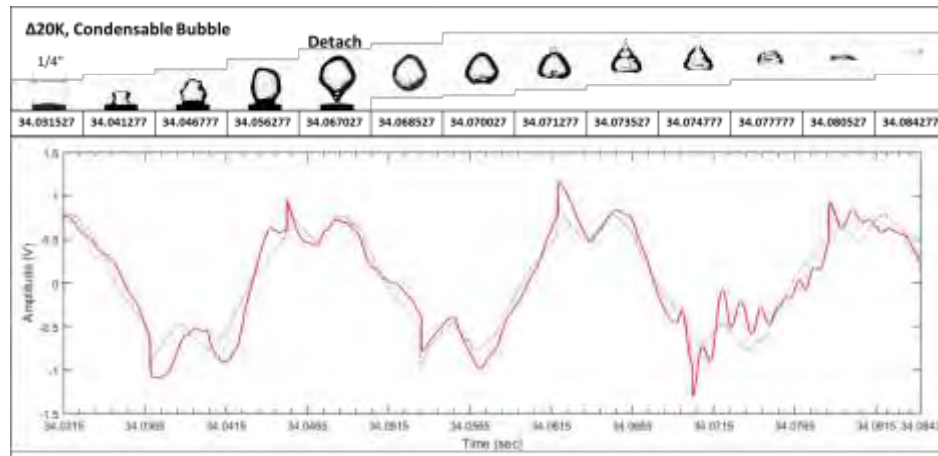 Δ20K, Condensable Bubble
Detach
1/4"
34.031527 34.041277 34.046777 34.056277 34.067027 34.068527 34.070027 34.071277 34.073527 34.074777 34.077777 34.080527 34.084277
1.5
1
0.5
0
-0.5
-1
-1.5
Amplitude (V)
34.0315 34.0365 34.0415 34.0465 34.0515 34.0565 34.0615 34.0665 34.0715 34.0765 34.0815 34.0843
Time (sec)